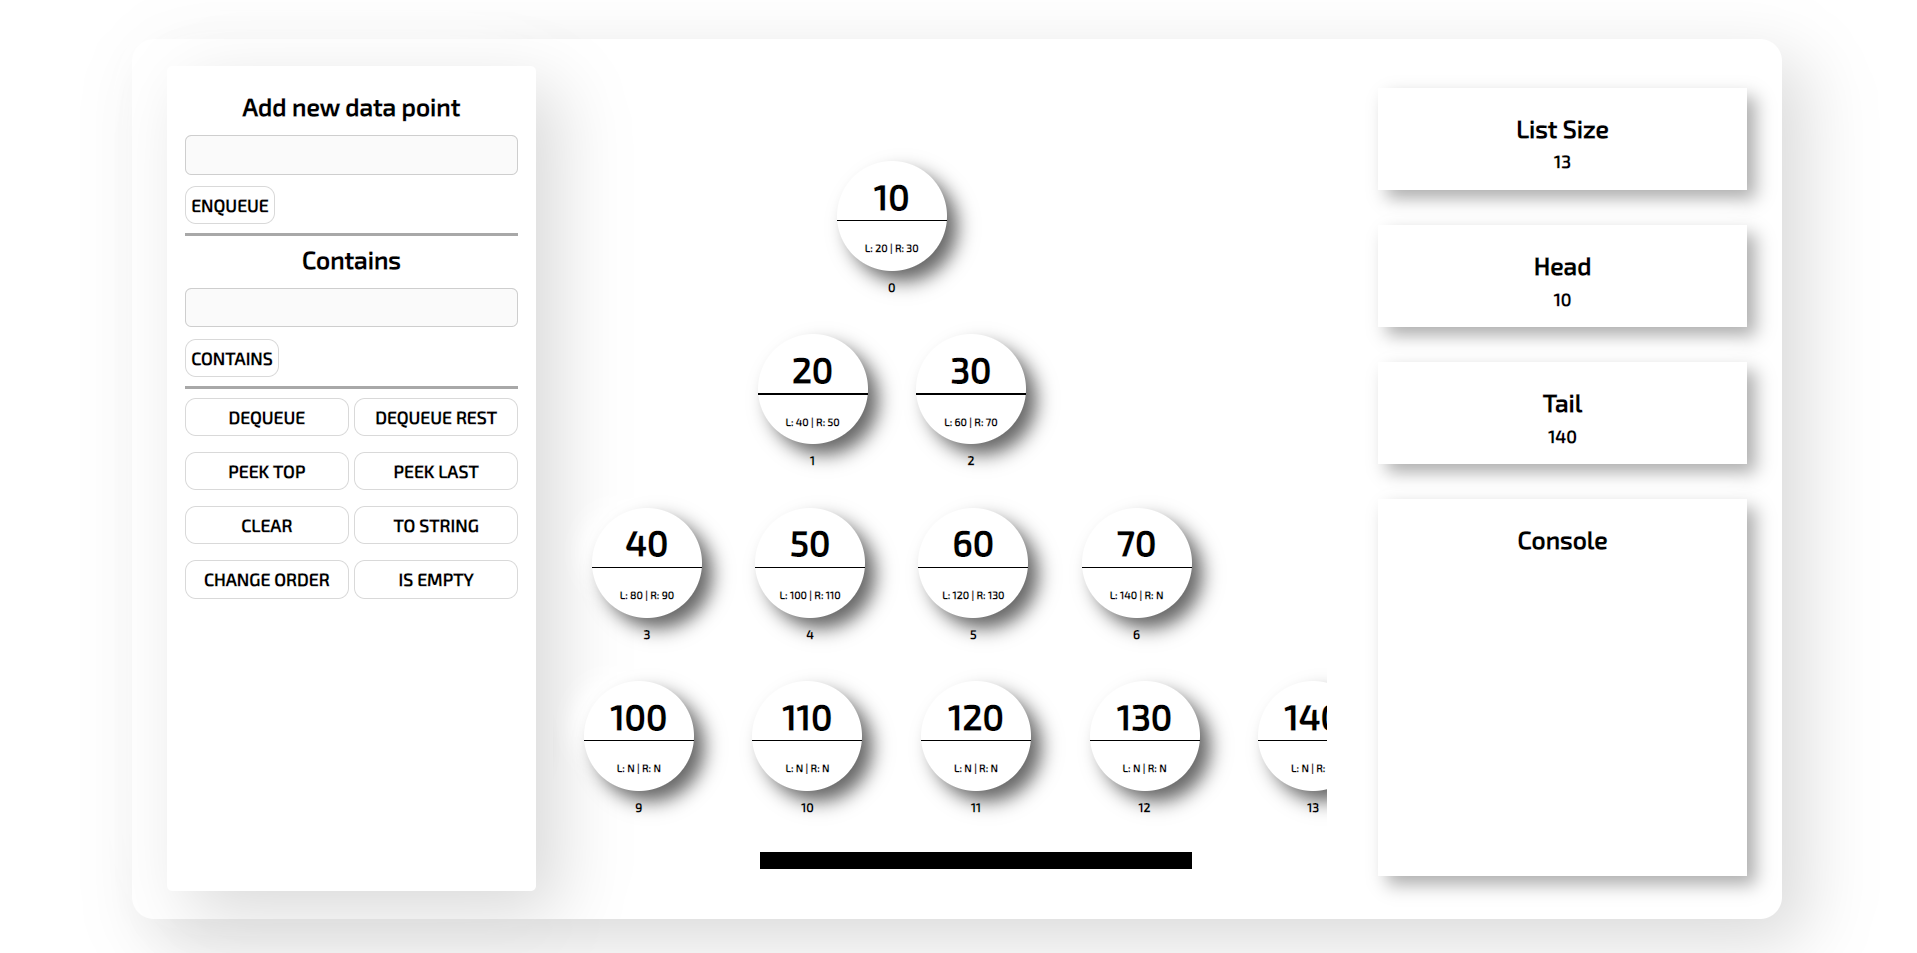 Add new data point
ENQUEUE
Contains
CONTAINS
DEQUEUE
DEQUEUE REST
PEEK TOP
PEEK LAST
CLEAR
TO STRING
CHANGE ORDER
IS EMPTY
10
L: 20 | R: 30
0
20
L: 40 | R: 50
1
30
L: 60 | R: 70
2
40
L: 80 | R: 90
3
50
L: 100 | R: 110
4
60
L: 120 | R: 130
5
70
L: 140 | R: N
6
100
L: N | R: N
9
110
L: N | R: N
10
120
L: N | R: N
11
130
L: N | R: N
12
L: N | R:
13
List Size
13
Head
10
Tail
140
Console